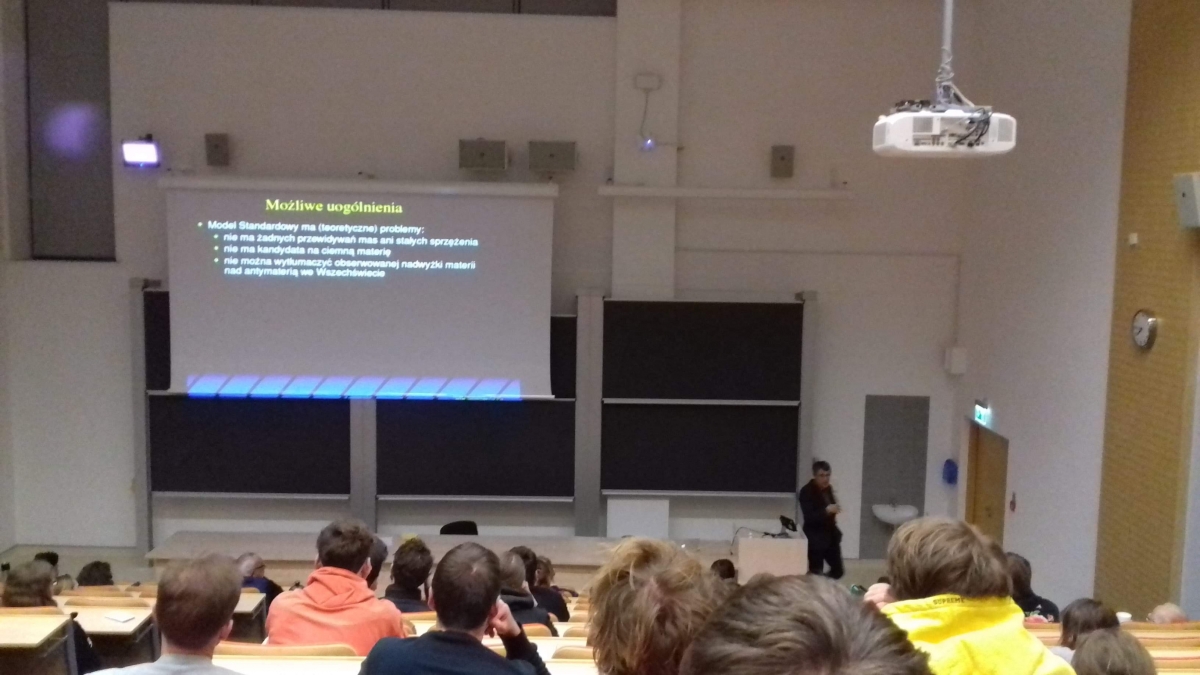 Możliwe uogólnienia
• Model Standardowy ma (teoretyczne) problemy:
• nie ma żadnych przewidywań mas ani stałych sprzężenia
• nie ma kandydata na ciemną materię
• nie można wytłumaczyć obserwowanej nadwyżki materii
nad antymaterią we Wszechświecie
SUPREME